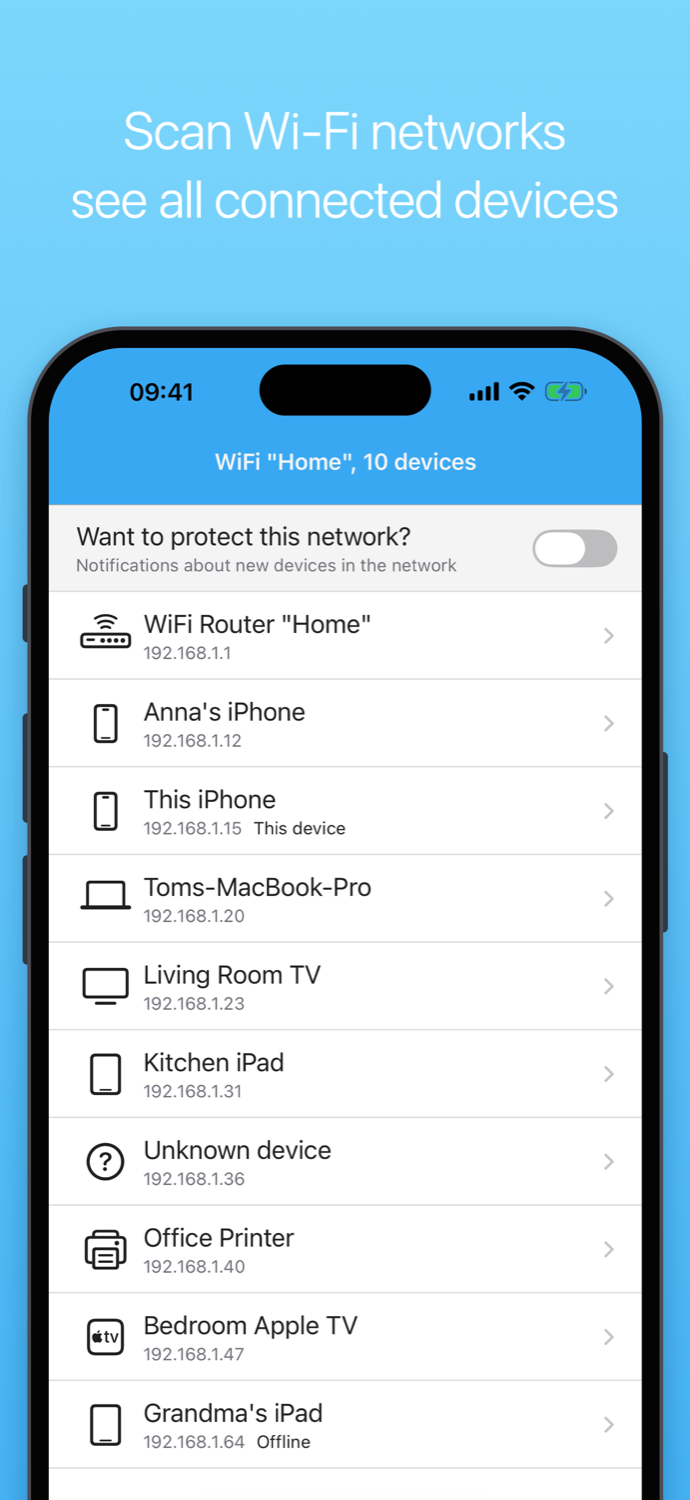 Scan Wi-Fi networks
see all connected devices
09:41
WiFi "Home", 10 devices
Want to protect this network?
Notifications about new devices in the network
WiFi Router "Home"
192.168.1.1
Anna's iPhone
192.168.1.12
This iPhone
192.168.1.15 This device
Toms-MacBook-Pro
192.168.1.20
Living Room TV
192.168.1.23
Kitchen iPad
192.168.1.31
?
Unknown device
192.168.1.36
Office Printer
192.168.1.40
tv
Bedroom Apple TV
192.168.1.47
Grandma's iPad
192.168.1.64 Offline